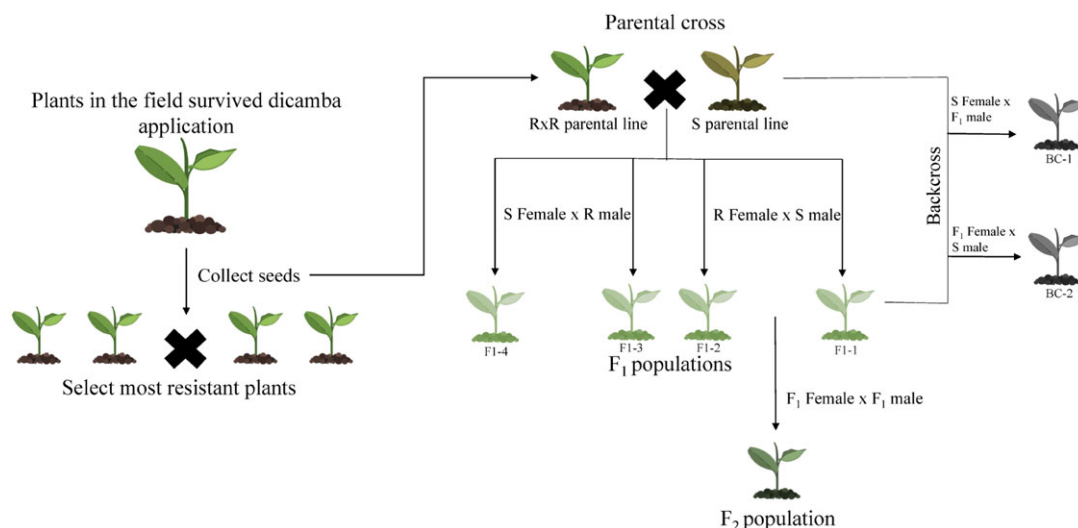 Parental cross
Plants in the field survived dicamba
application
RxR parental line
S parental line
S Female x
F₁ male
BC-1
Backcross
S Female x R male
R Female x S male
F₁ Female x
S male
BC-2
Collect seeds
F1-4
F1-3
F1-2
F1-1
F₁ populations
Select most resistant plants
F₁ Female x F₁ male
F₂ population